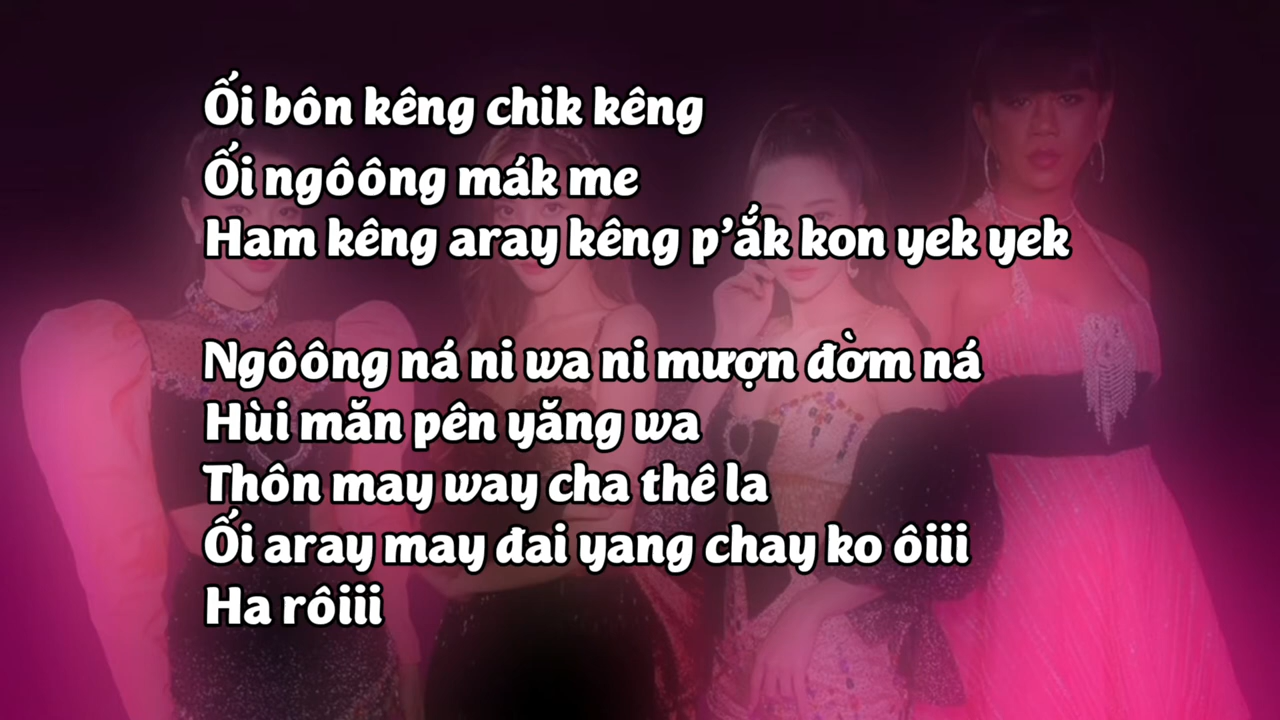 Ối bôn kêng chik kêng
Ối ngôông mák me
Ham kêng aray kêng p’ắk kon yek yek
Ngôông ná ni wa ni mượn đờm ná
Hùi măn pên yăng wa
Thôn may way cha thê la
Ối aray may đai yang chay ko ôiii
Ha rôiii